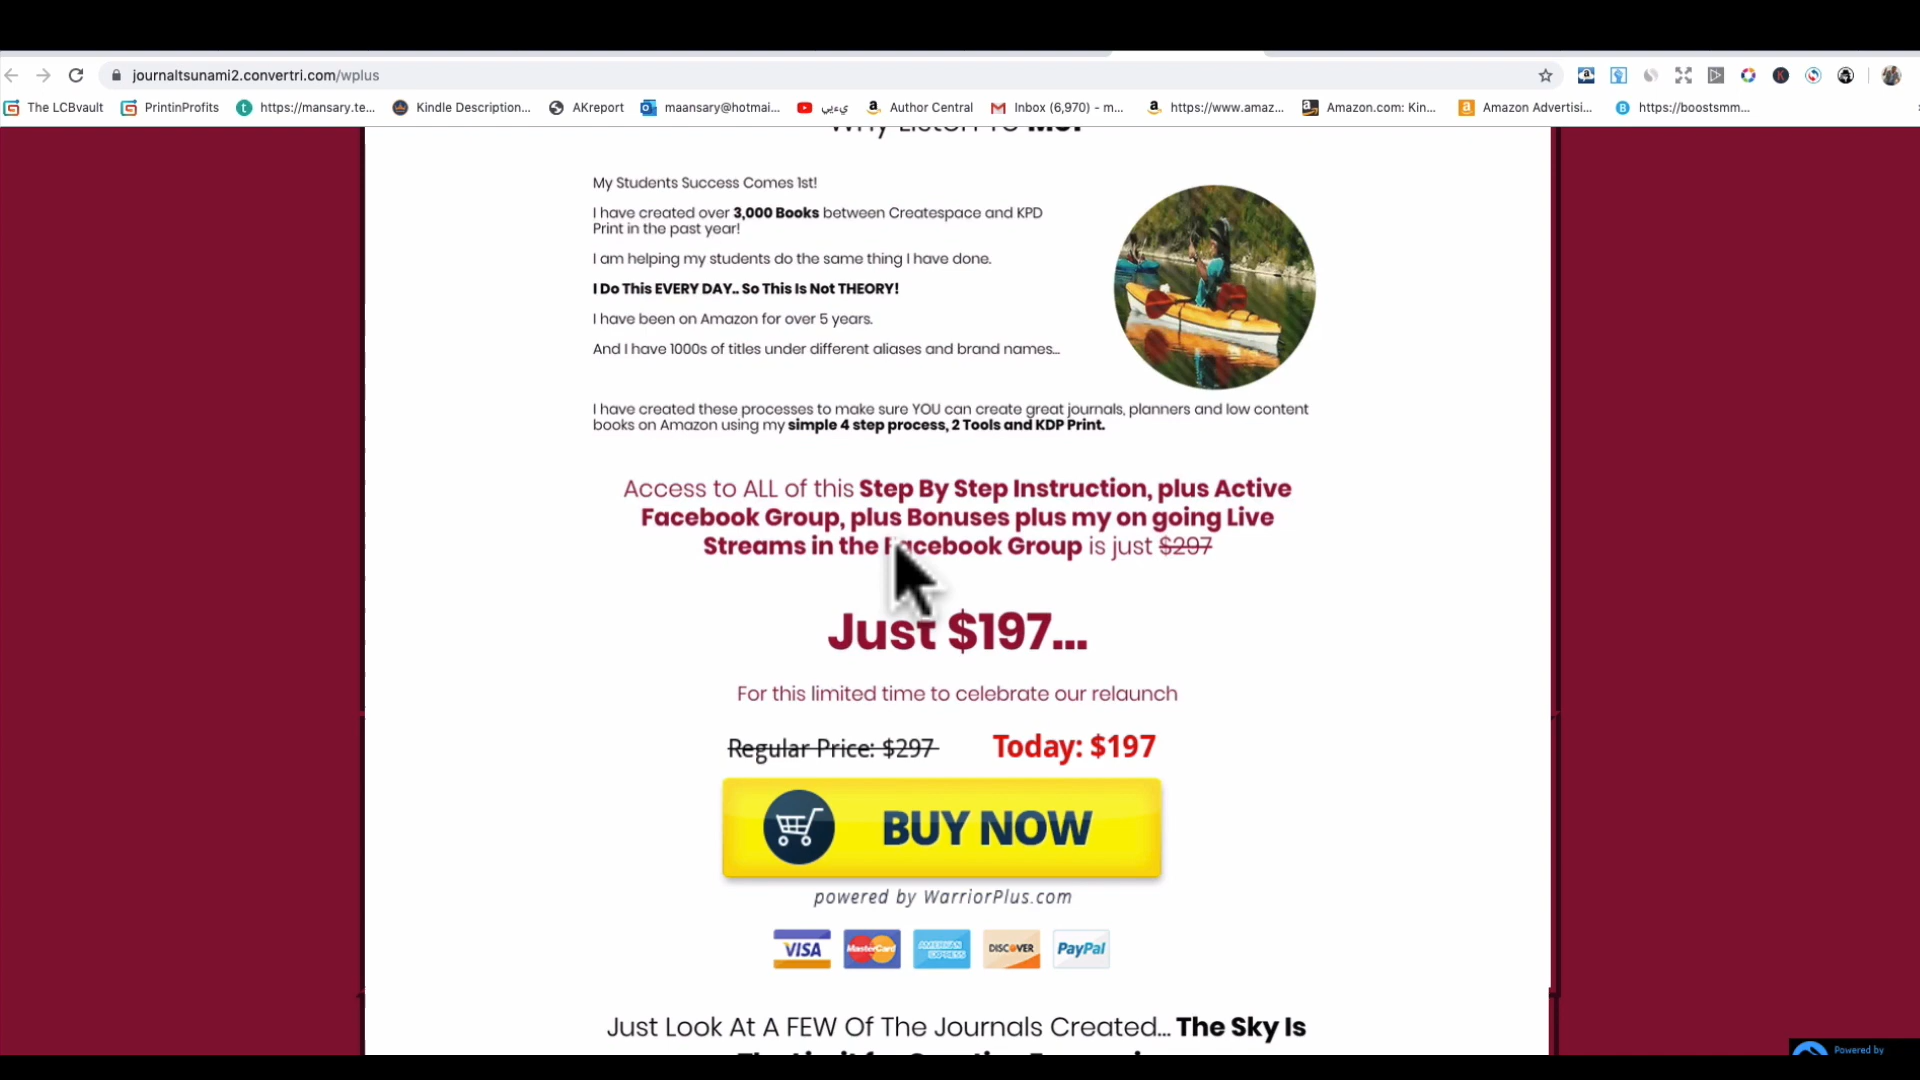 journaltsunami2.convertri.com/wplus
The LCBvault PrintinProfits https://mansary.te... Kindle Description... AKreport maansary@hotmai... Author Central Inbox (6,970) – m... https://www.amaz... Amazon.com: Kin... Amazon Advertisi... https://boostsmm...
Why Listen To Me?
My Students Success Comes 1st!
I have created over 3,000 Books between Createspace and KPD
Print in the past year!
I am helping my students do the same thing I have done.
I Do This EVERY DAY.. So This Is Not THEORY!
I have been on Amazon for over 5 years.
And I have 1000s of titles under different aliases and brand names...
I have created these processes to make sure YOU can create great journals, planners and low content
books on Amazon using my simple 4 step process, 2 Tools and KDP Print.
Access to ALL of this Step By Step Instruction, plus Active
Facebook Group, plus Bonuses plus my on going Live
Streams in the Facebook Group is just $297
Just $197...
For this limited time to celebrate our relaunch
Regular Price: $297 Today: $197
BUY NOW
powered by WarriorPlus.com
VISA MasterCard AMERICAN EXPRESS DISCOVER PayPal
Just Look At A FEW Of The Journals Created... The Sky Is
Powered by